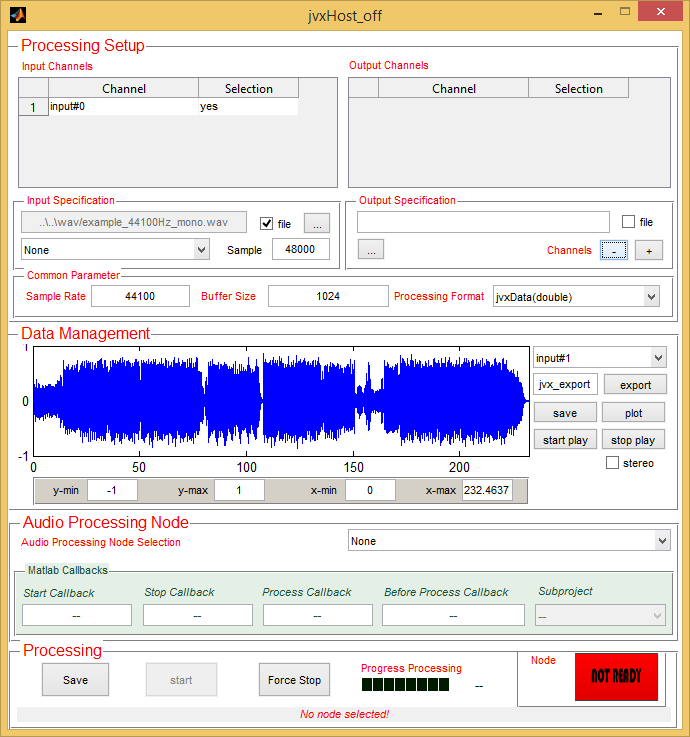 jvxHost_off
Processing Setup
Input Channels
Output Channels
Channel Selection
1 input#0 yes
Channel Selection
Input Specification
..\..\wav/example_44100Hz_mono.wav file ...
None Sample 48000
Output Specification
file
... Channels - +
Common Parameter
Sample Rate 44100 Buffer Size 1024 Processing Format jvxData(double)
Data Management
1
0
-1
0 50 100 150 200
y-min -1 y-max 1 x-min 0 x-max 232.4637
input#1
jvx_export export
save plot
start play stop play
stereo
Audio Processing Node
Audio Processing Node Selection None
Matlab Callbacks
Start Callback Stop Callback Process Callback Before Process Callback Subproject
-- -- -- -- --
Processing
Save start Force Stop
Progress Processing
--
Node
NOT READY
No node selected!